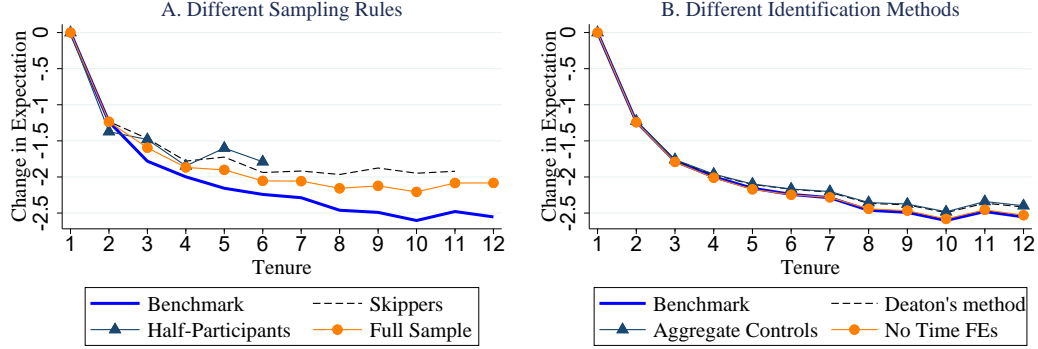 A. Different Sampling Rules
Change in Expectation
0
-.5
-1
-1.5
-2
-2.5
1 2 3 4 5 6 7 8 9 10 11 12
Tenure
Benchmark Skippers
Half-Participants Full Sample
B. Different Identification Methods
Change in Expectation
0
-.5
-1
-1.5
-2
-2.5
1 2 3 4 5 6 7 8 9 10 11 12
Tenure
Benchmark Deaton's method
Aggregate Controls No Time FEs